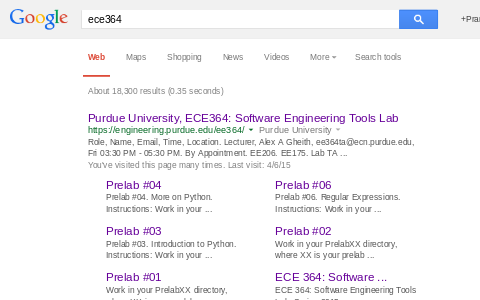 Google ece364 +Pra
Web Maps Shopping News Videos More Search tools
About 18,300 results (0.35 seconds)
Purdue University, ECE364: Software Engineering Tools Lab
https://engineering.purdue.edu/ee364/ Purdue University
Role, Name, Email, Time, Location. Lecturer, Alex A Gheith, ee364ta@ecn.purdue.edu,
Fri 03:30 PM - 05:30 PM. By Appointment. EE206. EE175. Lab TA ...
You've visited this page many times. Last visit: 4/6/15
Prelab #04 Prelab #06
Prelab #04. More on Python. Prelab #06. Regular Expressions.
Instructions: Work in your ... Instructions: Work in your ...
Prelab #03 Prelab #02
Prelab #03. Introduction to Python. Work in your PrelabXX directory,
Instructions: Work in your ... where XX is your prelab ...
Prelab #01 ECE 364: Software ...
Work in your PrelabXX directory, ECE 364: Software Engineering Tools